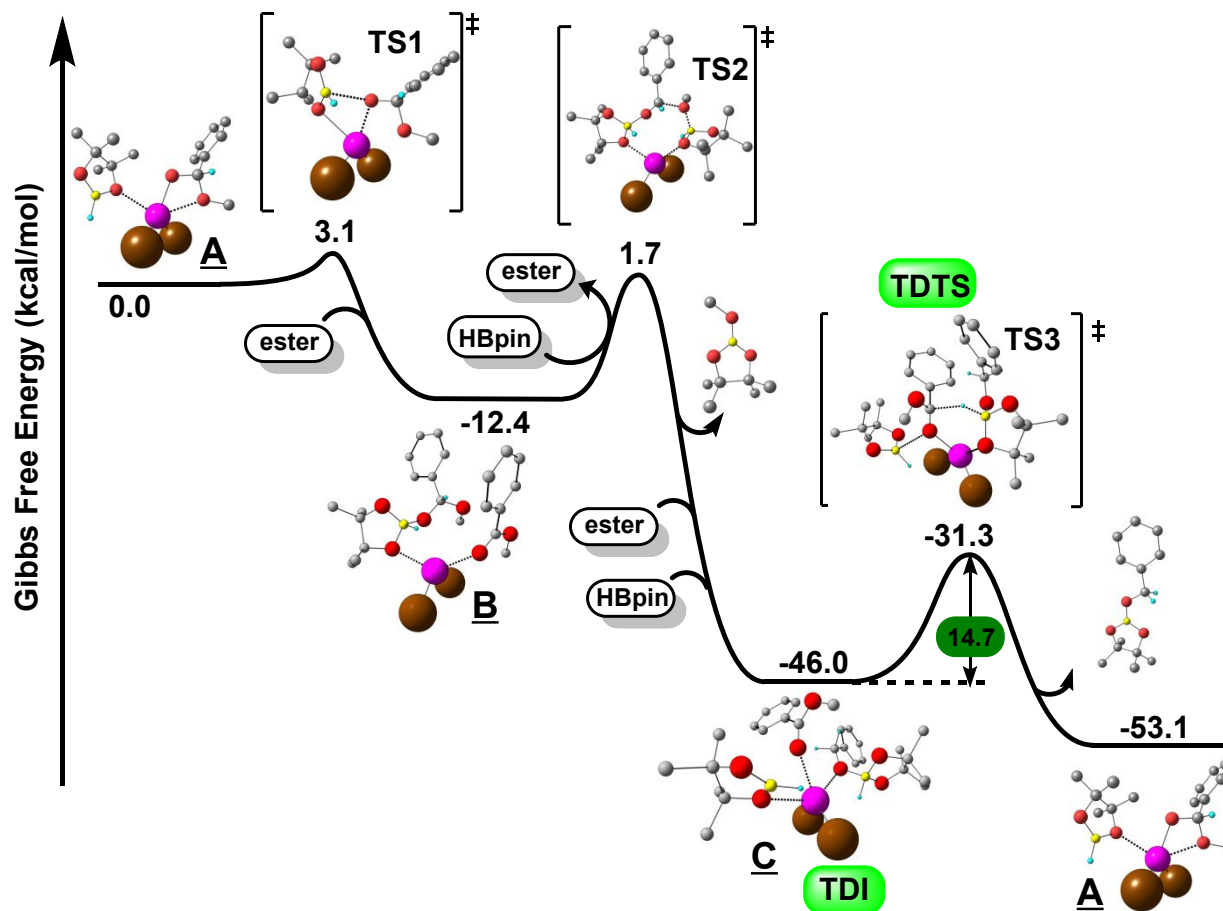 Gibbs Free Energy (kcal/mol)
TS1
‡
TS2
‡
A
0.0
3.1
ester
-12.4
B
ester
HBpin
1.7
TDTS
TS3
‡
ester
HBpin
-46.0
C
TDI
-31.3
14.7
-53.1
A